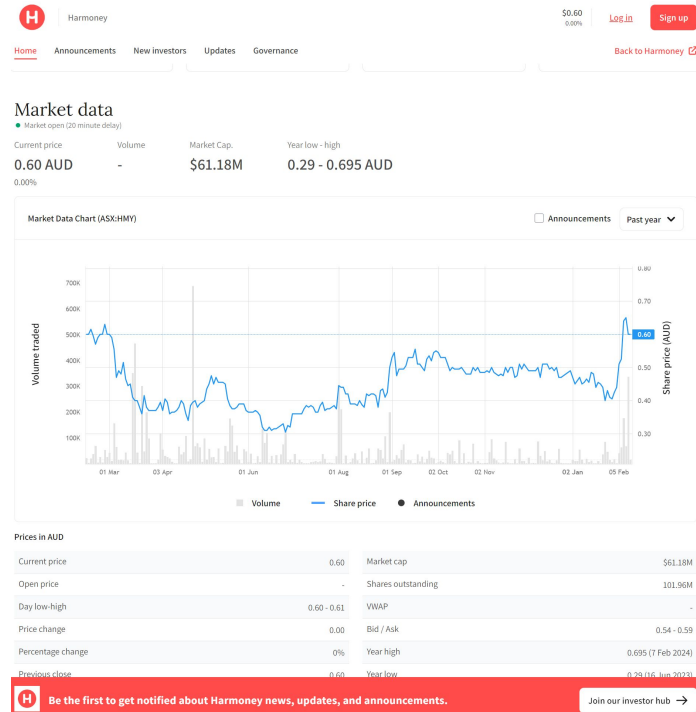 H Harmoney $0.60 0.00% Log in Sign up
Home Announcements New investors Updates Governance Back to Harmoney
Market data
Market open (20 minute delay)
Current price Volume Market Cap. Year low - high
0.60 AUD - $61.18M 0.29 - 0.695 AUD
0.00%
Market Data Chart (ASX:HMY) Announcements Past year
0.80
700K 0.70
600K
500K 0.60
400K 0.50
300K 0.40
200K
100K 0.30
Volume traded
Share price (AUD)
01 Mar 03 Apr 01 Jun 01 Aug 01 Sep 02 Oct 02 Nov 02 Jan 05 Feb
Volume Share price Announcements
Prices in AUD
Current price 0.60 Market cap $61.18M
Open price - Shares outstanding 101.96M
Day low-high 0.60 - 0.61 VWAP -
Price change 0.00 Bid / Ask 0.54 - 0.59
Percentage change 0% Year high 0.695 (7 Feb 2024)
Previous close 0.60 Year low 0.29 (16 Jun 2023)
H Be the first to get notified about Harmoney news, updates, and announcements. Join our investor hub →